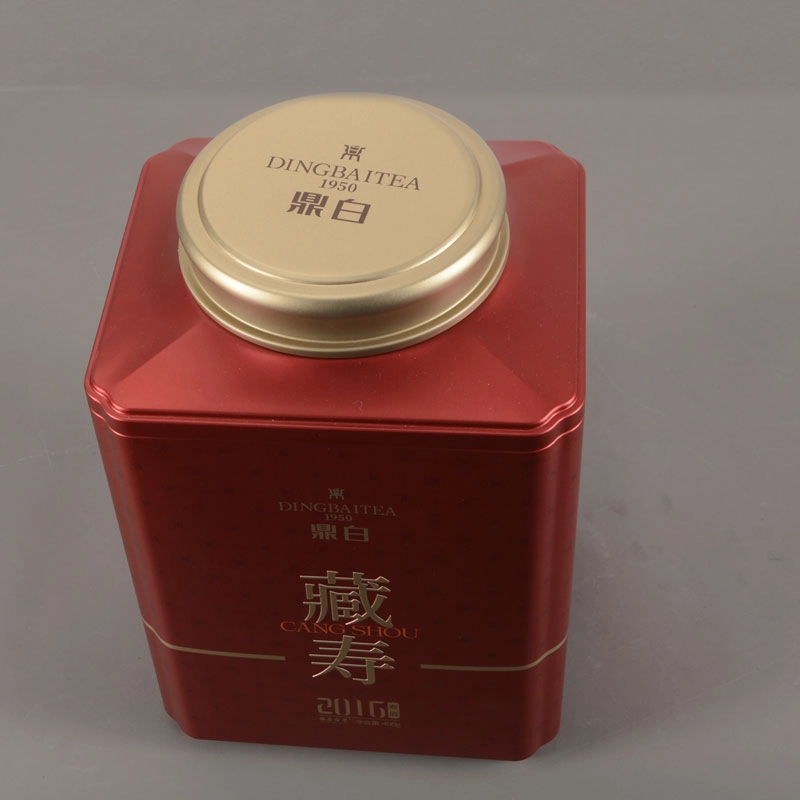 DINGBAITEA
1950
鼎白
DINGBAITEA
1950
鼎白
藏
CANG SHOU
寿
2016